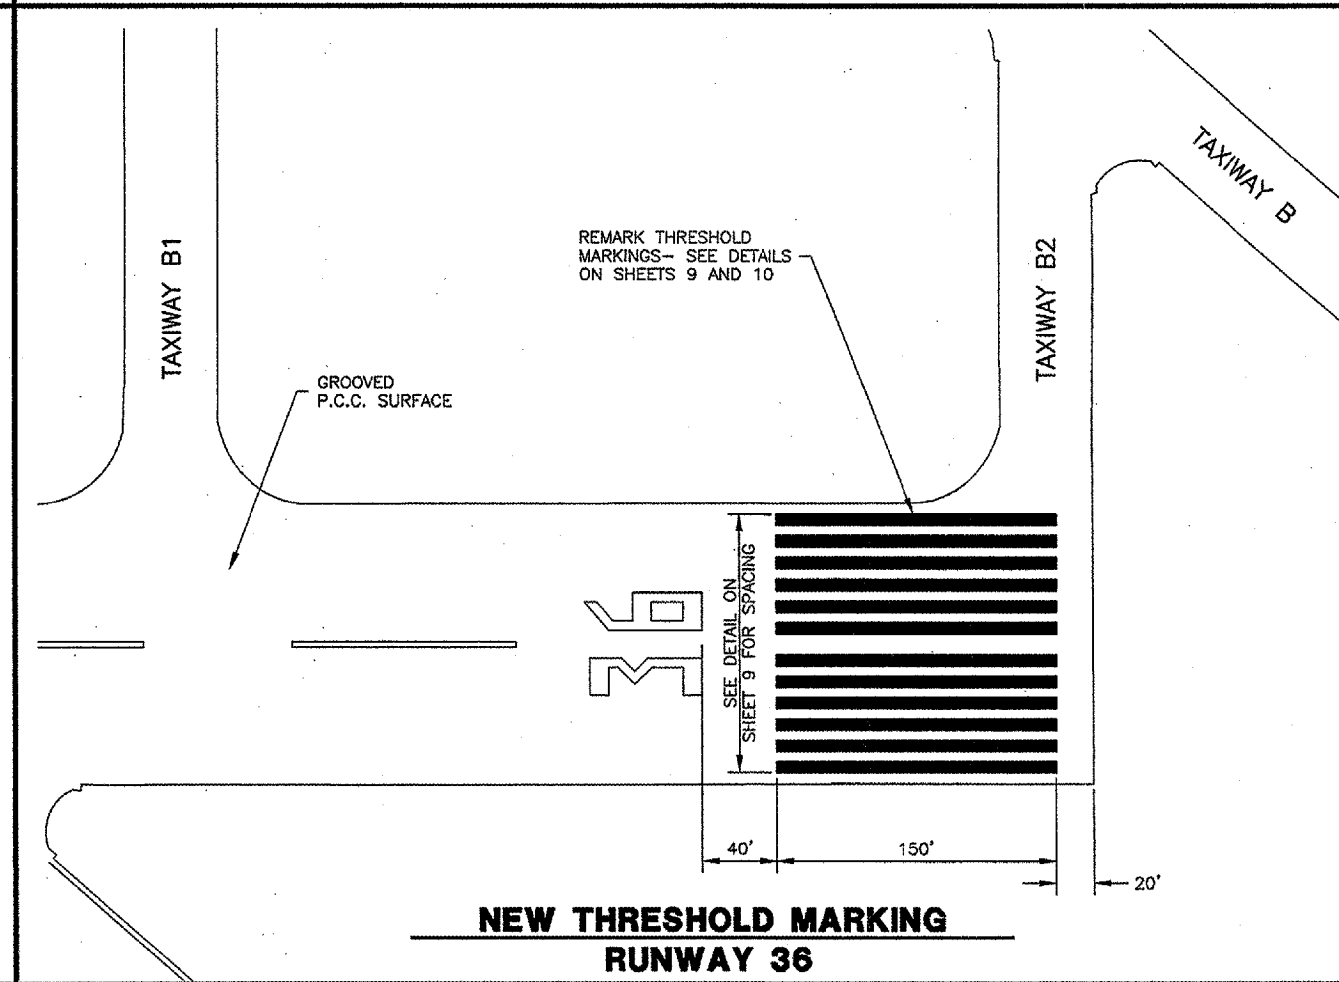 TAXIWAY B1
GROOVED
P.C.C. SURFACE
REMARK THRESHOLD
MARKINGS- SEE DETAILS
ON SHEETS 9 AND 10
TAXIWAY B2
TAXIWAY B
36
SEE DETAIL ON
SHEET 9 FOR SPACING
40'
150'
20'
NEW THRESHOLD MARKING
RUNWAY 36